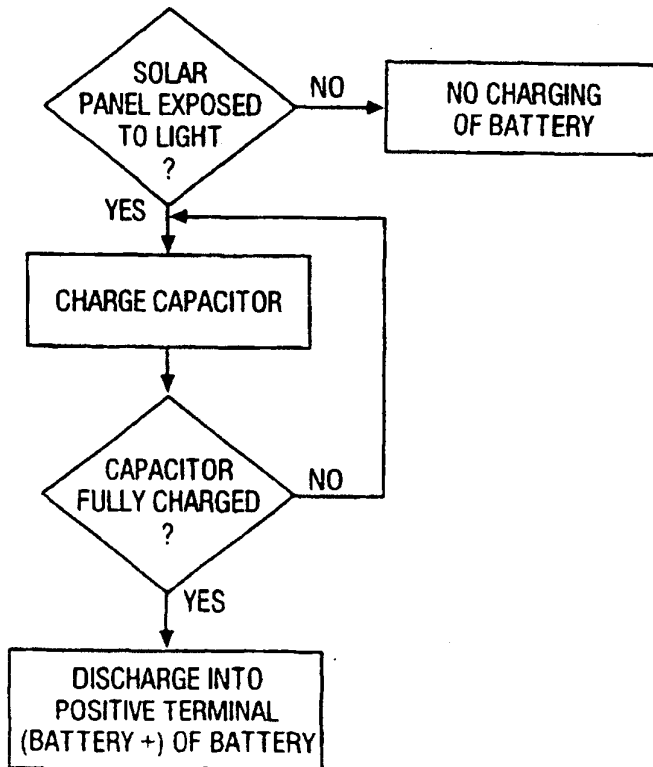 SOLAR
PANEL EXPOSED
TO LIGHT
?
NO
NO CHARGING
OF BATTERY
YES
CHARGE CAPACITOR
CAPACITOR
FULLY CHARGED
?
NO
YES
DISCHARGE INTO
POSITIVE TERMINAL
(BATTERY +) OF BATTERY